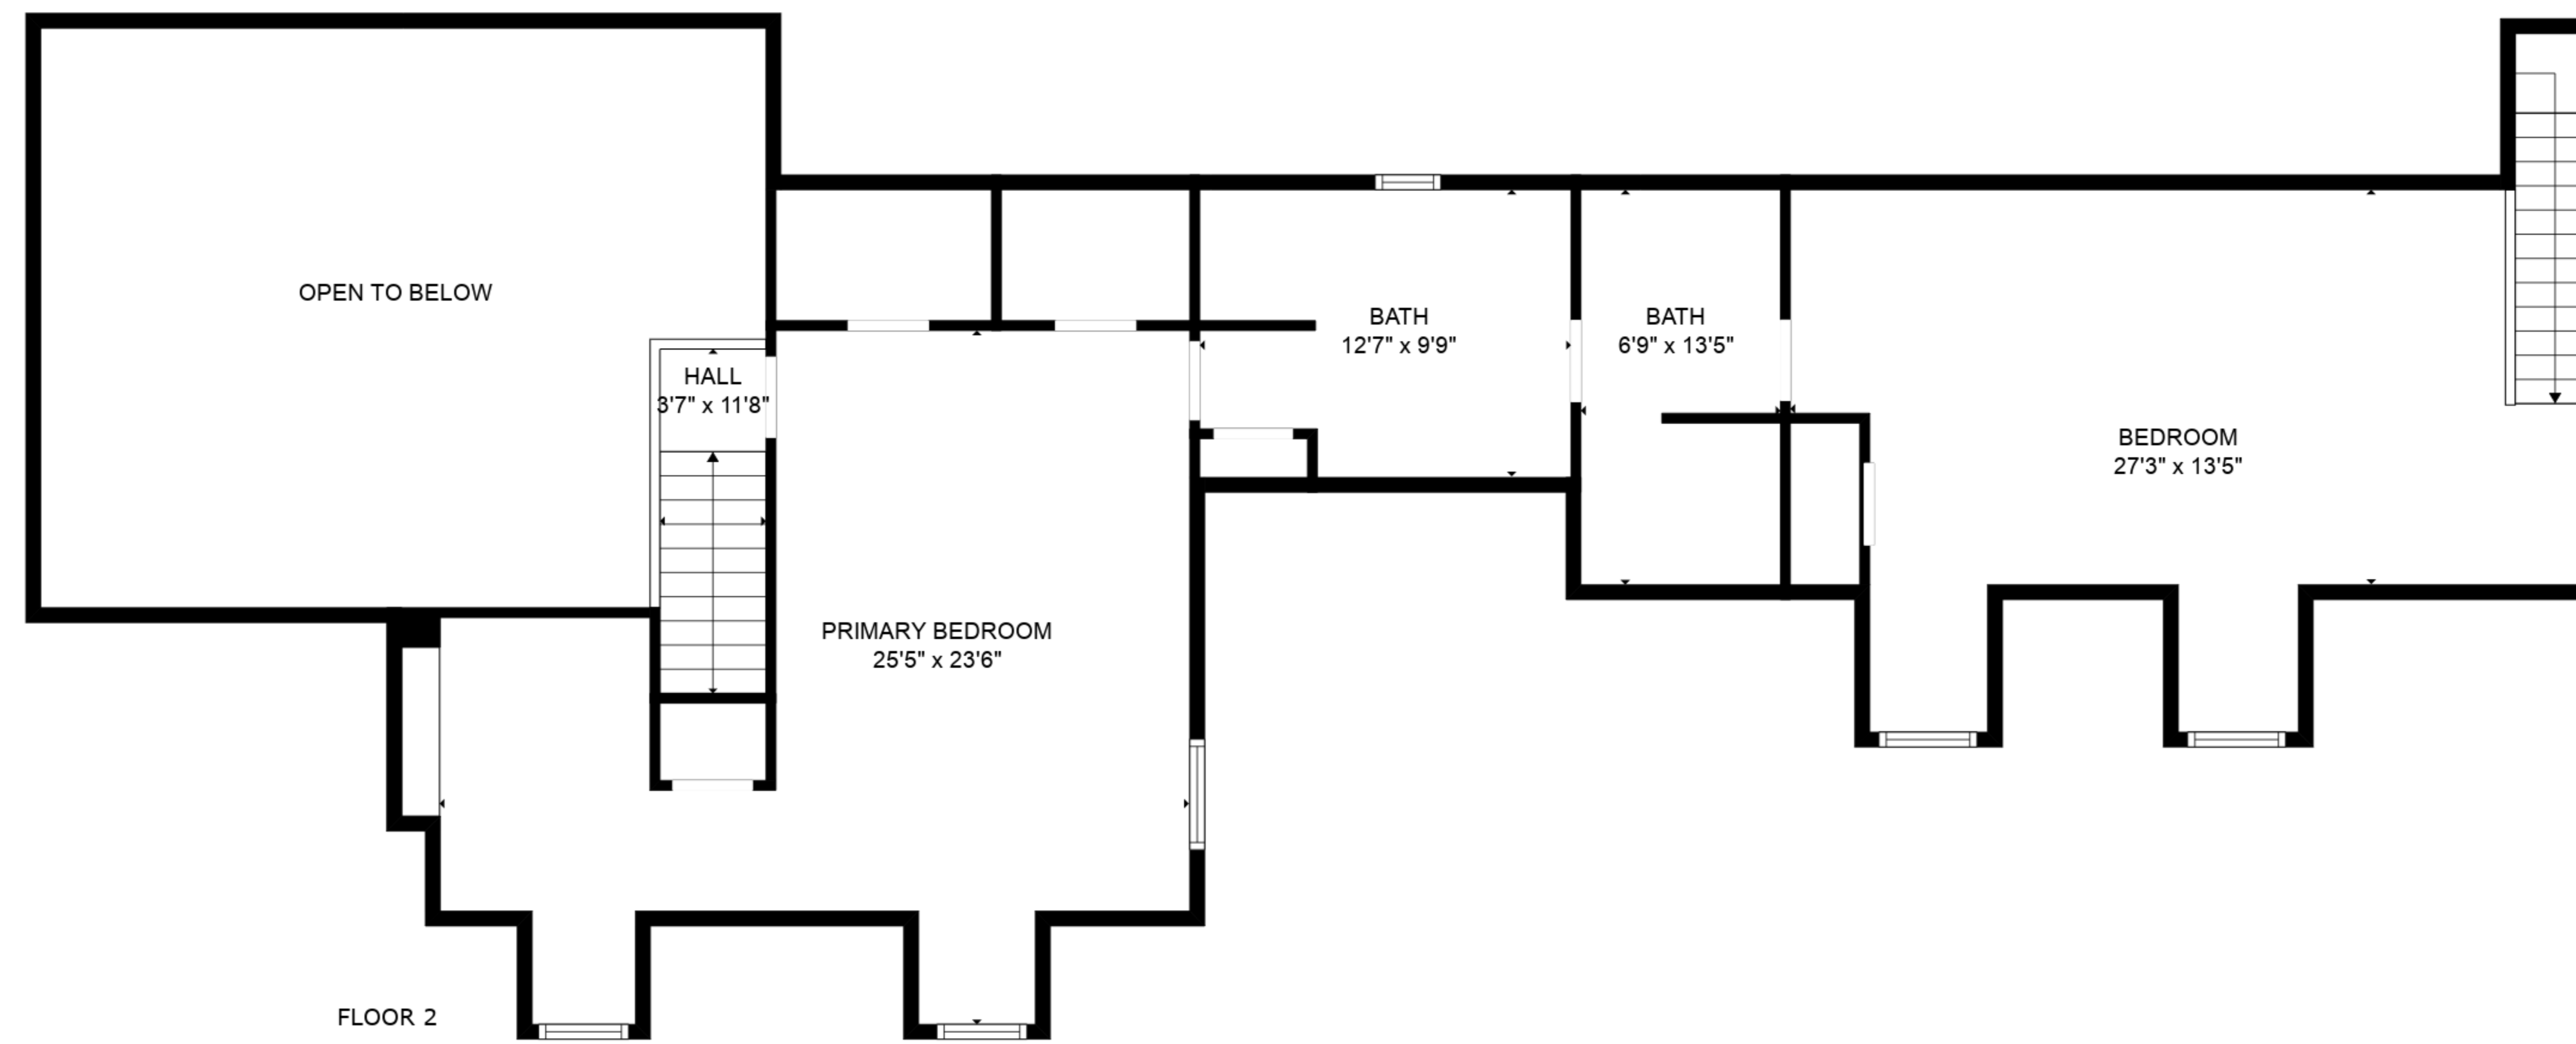 OPEN TO BELOW
HALL
3'7" x 11'8"
BATH
12'7" x 9'9"
BATH
6'9" x 13'5"
BEDROOM
27'3" x 13'5"
PRIMARY BEDROOM
25'5" x 23'6"
FLOOR 2